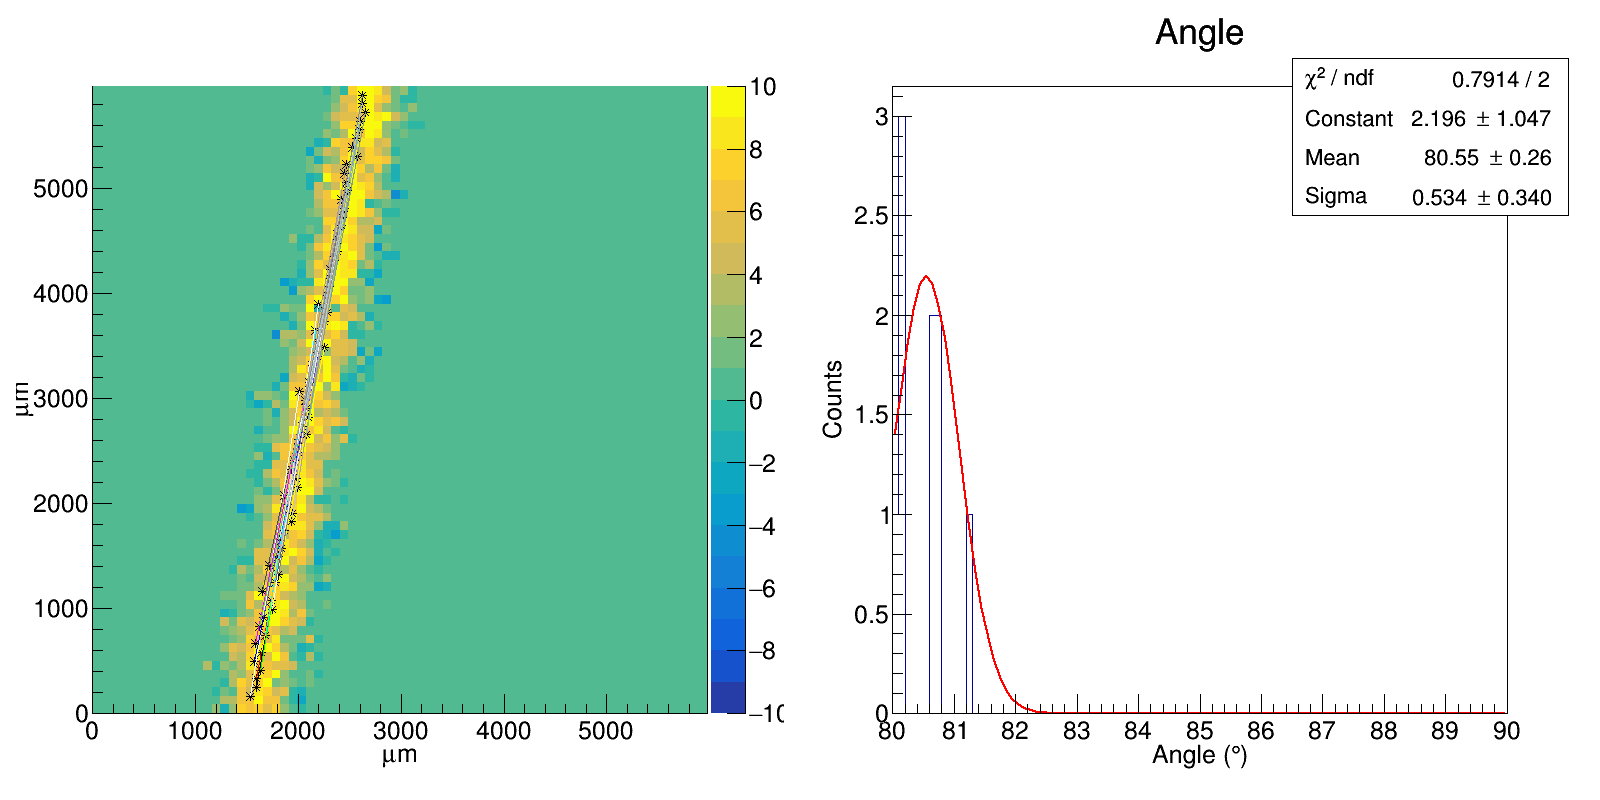 Angle
χ² / ndf 0.7914 / 2
Constant 2.196 ± 1.047
Mean 80.55 ± 0.26
Sigma 0.534 ± 0.340
μm
5000
4000
3000
2000
1000
0
0 1000 2000 3000 4000 5000
μm
10
8
6
4
2
0
−2
−4
−6
−8
−10
Counts
3
2.5
2
1.5
1
0.5
0
80 81 82 83 84 85 86 87 88 89 90
Angle (°)